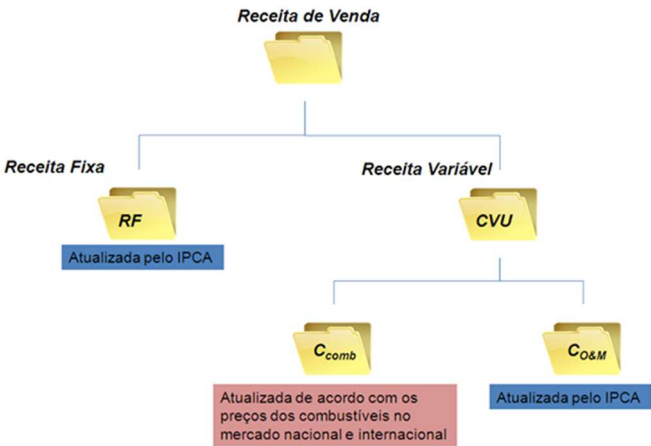 Receita de Venda
Receita Fixa
Receita Variável
RF
CVU
Atualizada pelo IPCA
Ccomb
CO&M
Atualizada de acordo com os
preços dos combustíveis no
mercado nacional e internacional
Atualizada pelo IPCA